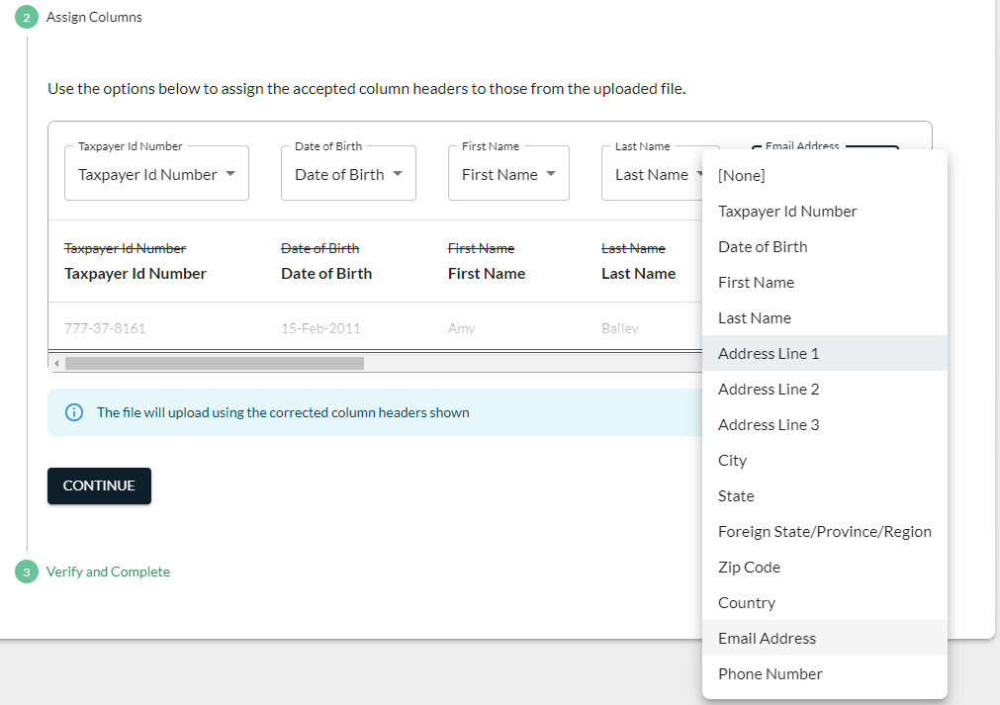 2 Assign Columns
Use the options below to assign the accepted column headers to those from the uploaded file.
Taxpayer Id Number Date of Birth First Name Last Name Email Address
Taxpayer Id Number Date of Birth First Name Last Name
Taxpayer Id Number Date of Birth First Name Last Name
Taxpayer Id Number Date of Birth First Name Last Name
777-37-8161 15-Feb-2011 Amy Bailey
The file will upload using the corrected column headers shown
CONTINUE
3 Verify and Complete
[None]
Taxpayer Id Number
Date of Birth
First Name
Last Name
Address Line 1
Address Line 2
Address Line 3
City
State
Foreign State/Province/Region
Zip Code
Country
Email Address
Phone Number